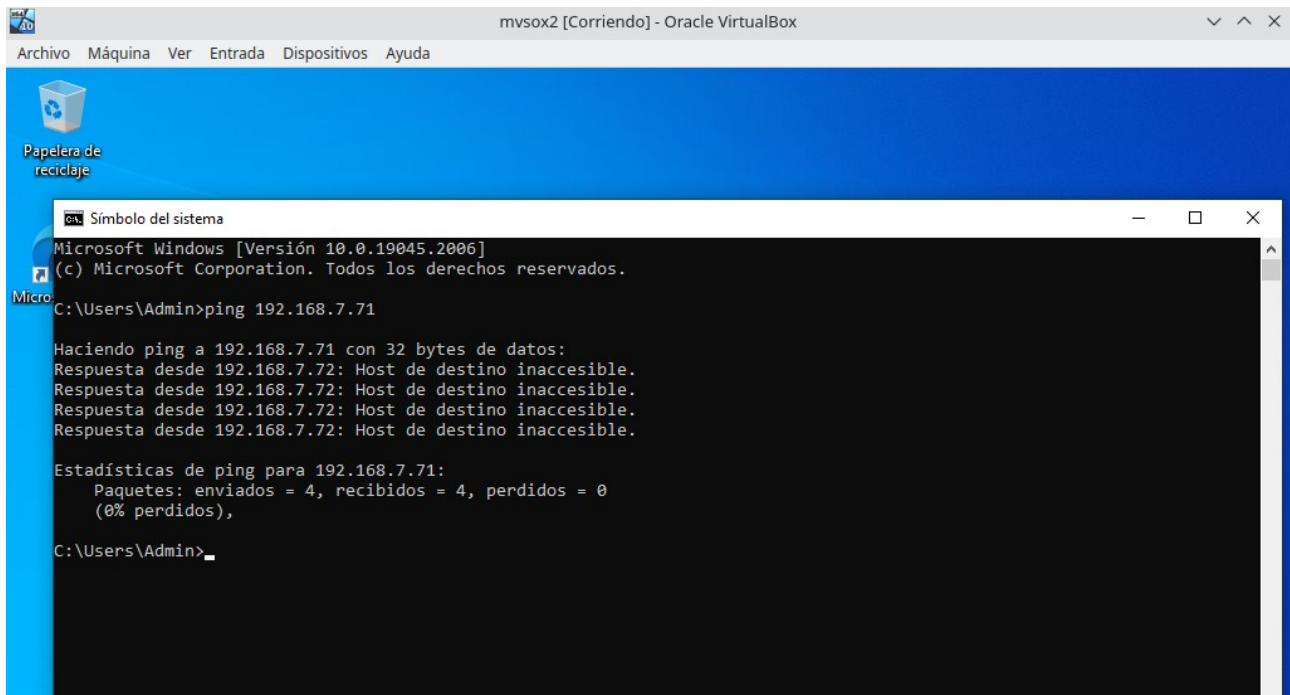 mvsox2 [Corriendo] - Oracle VirtualBox
Archivo Máquina Ver Entrada Dispositivos Ayuda
Papelera de
reciclaje
Símbolo del sistema
Microsoft Windows [Versión 10.0.19045.2006]
(c) Microsoft Corporation. Todos los derechos reservados.
Micro
C:\Users\Admin>ping 192.168.7.71
Haciendo ping a 192.168.7.71 con 32 bytes de datos:
Respuesta desde 192.168.7.72: Host de destino inaccesible.
Respuesta desde 192.168.7.72: Host de destino inaccesible.
Respuesta desde 192.168.7.72: Host de destino inaccesible.
Respuesta desde 192.168.7.72: Host de destino inaccesible.
Estadísticas de ping para 192.168.7.71:
Paquetes: enviados = 4, recibidos = 4, perdidos = 0
(0% perdidos),
C:\Users\Admin>